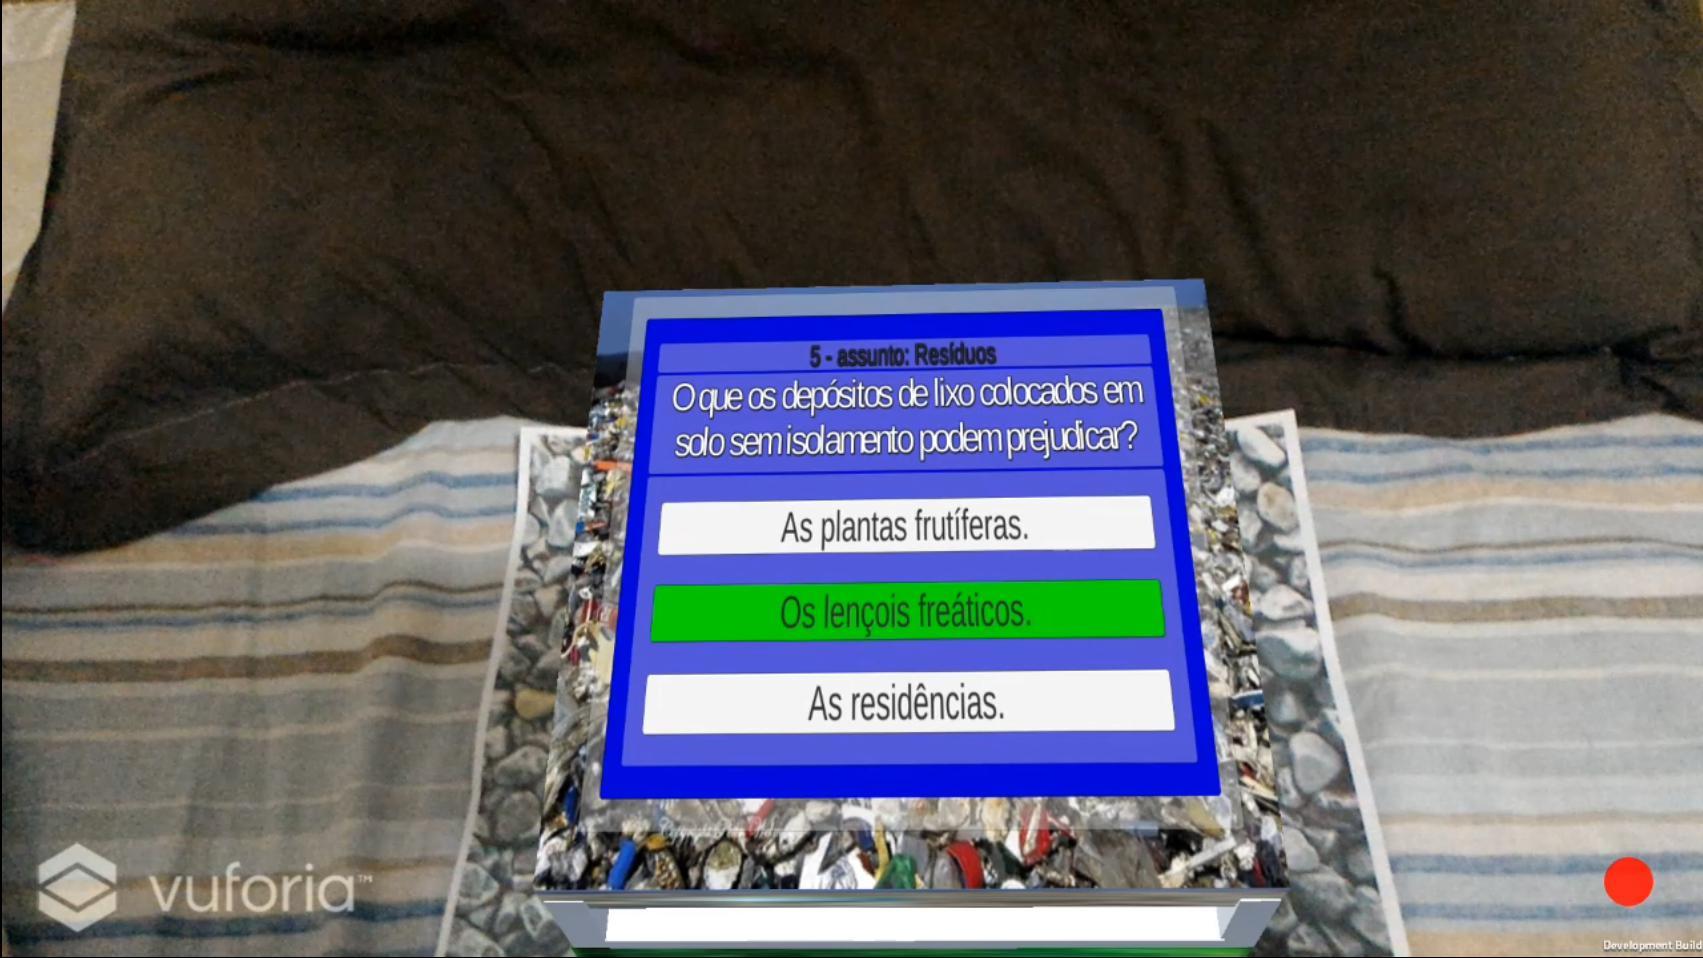 5 - assunto: Resíduos
O que os depósitos de lixo colocados em
solo sem isolamento podem prejudicar?
As plantas frutíferas.
Os lençois freáticos.
As residências.
vuforia™
Development Build